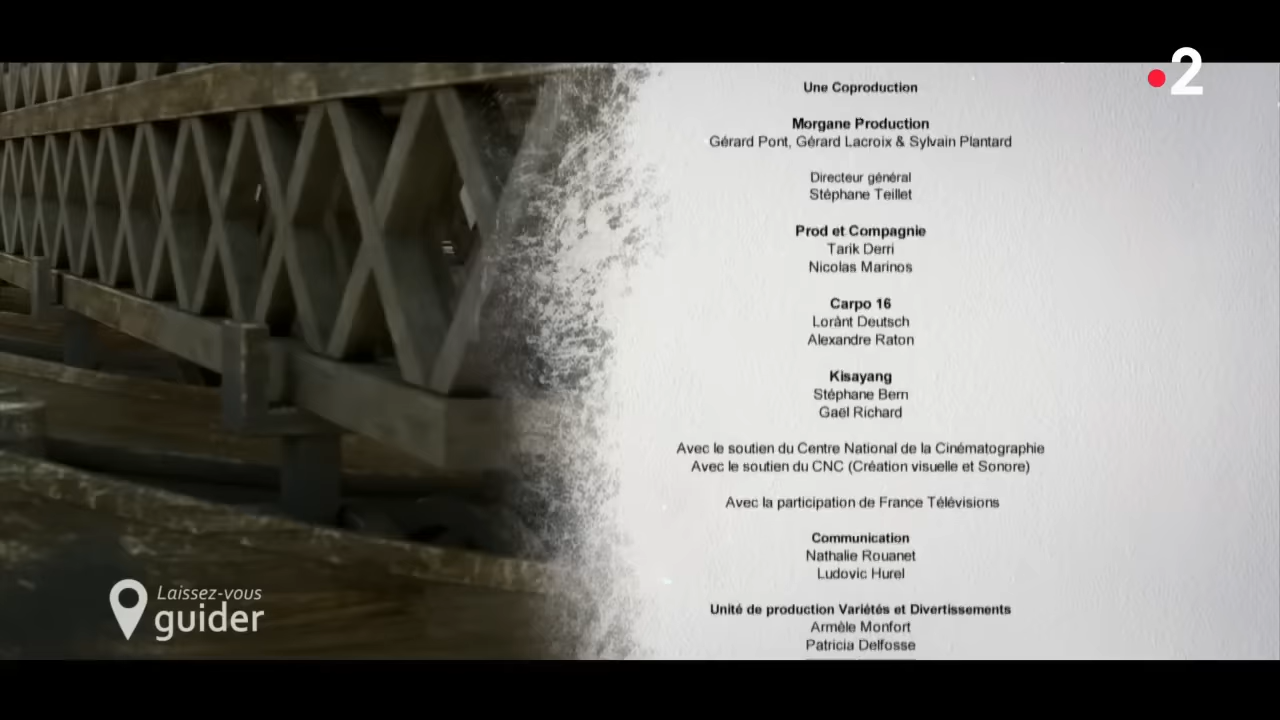 2
Une Coproduction
Morgane Production
Gérard Pont, Gérard Lacroix & Sylvain Plantard
Directeur général
Stéphane Teillet
Prod et Compagnie
Tarik Derri
Nicolas Marinos
Carpo 16
Lorànt Deutsch
Alexandre Raton
Kisayang
Stéphane Bern
Gaël Richard
Avec le soutien du Centre National de la Cinématographie
Avec le soutien du CNC (Création visuelle et Sonore)
Avec la participation de France Télévisions
Communication
Nathalie Rouanet
Ludovic Hurel
Unité de production Variétés et Divertissements
Armèle Monfort
Patricia Delfosse
Laissez-vous
guider